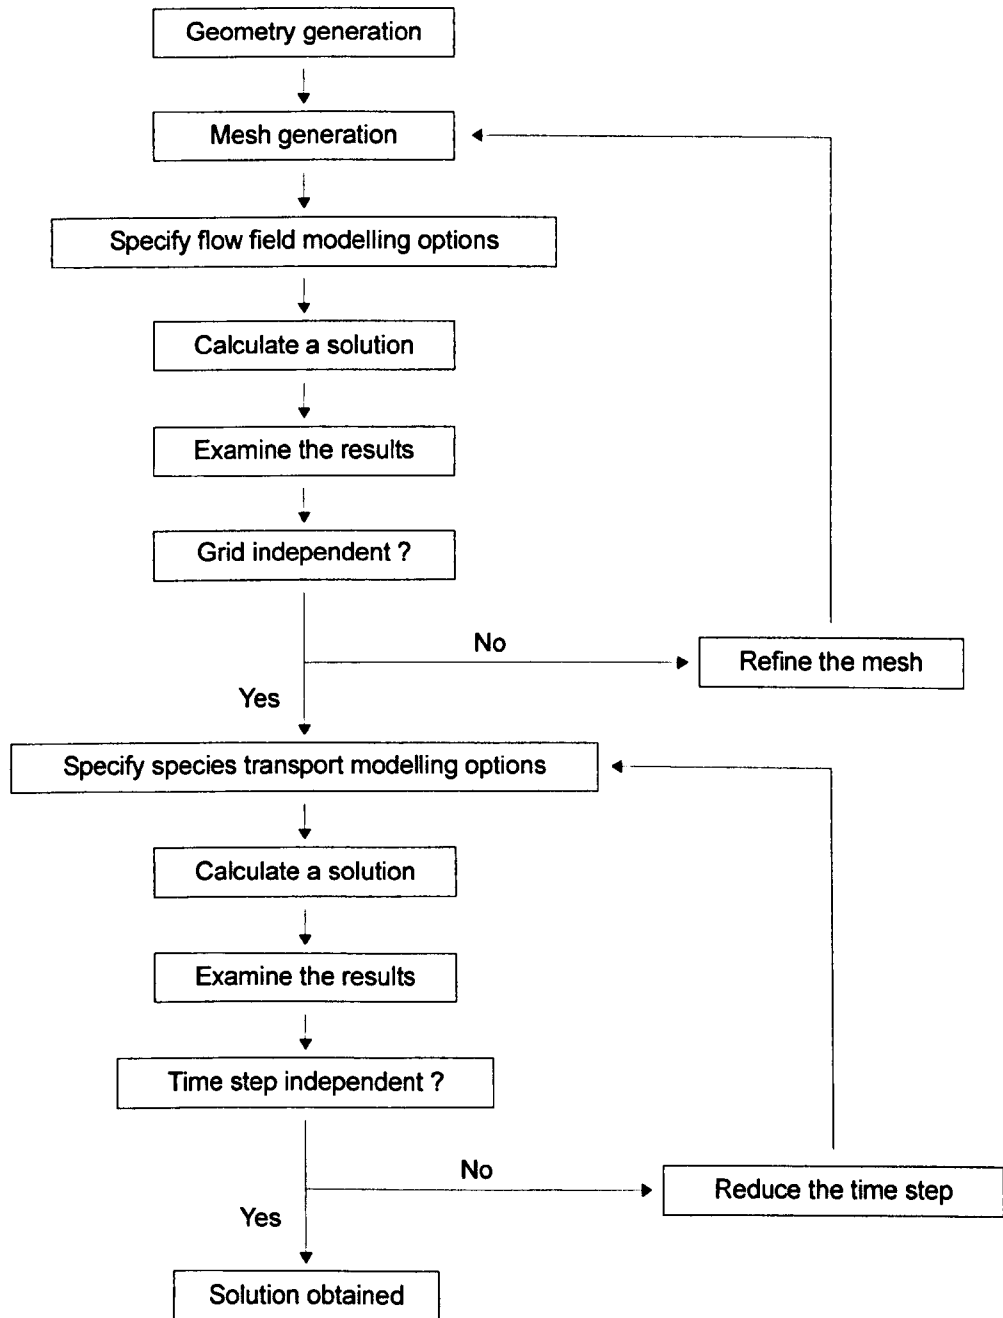 Geometry generation
Mesh generation
Specify flow field modelling options
Calculate a solution
Examine the results
Grid independent ?
No
Refine the mesh
Yes
Specify species transport modelling options
Calculate a solution
Examine the results
Time step independent ?
No
Reduce the time step
Yes
Solution obtained